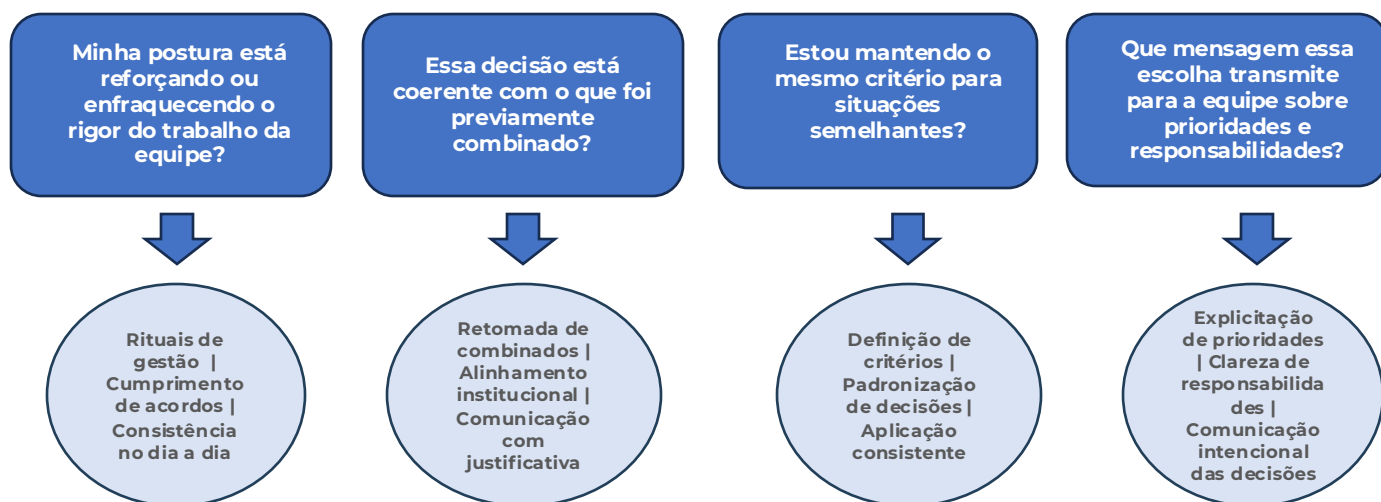 Minha postura está
reforçando ou
enfraquecendo o
rigor do trabalho da
equipe?
Essa decisão está
coerente com o que foi
previamente
combinado?
Estou mantendo o
mesmo critério para
situações
semelhantes?
Que mensagem essa
escolha transmite
para a equipe sobre
prioridades e
responsabilidades?
Rituais de
gestão |
Cumprimento
de acordos |
Consistência
no dia a dia
Retomada de
combinados |
Alinhamento
institucional |
Comunicação
com
justificativa
Definição de
critérios |
Padronização
de decisões |
Aplicação
consistente
Explicitação
de prioridades
| Clareza de
responsabilida
des |
Comunicação
intencional
das decisões